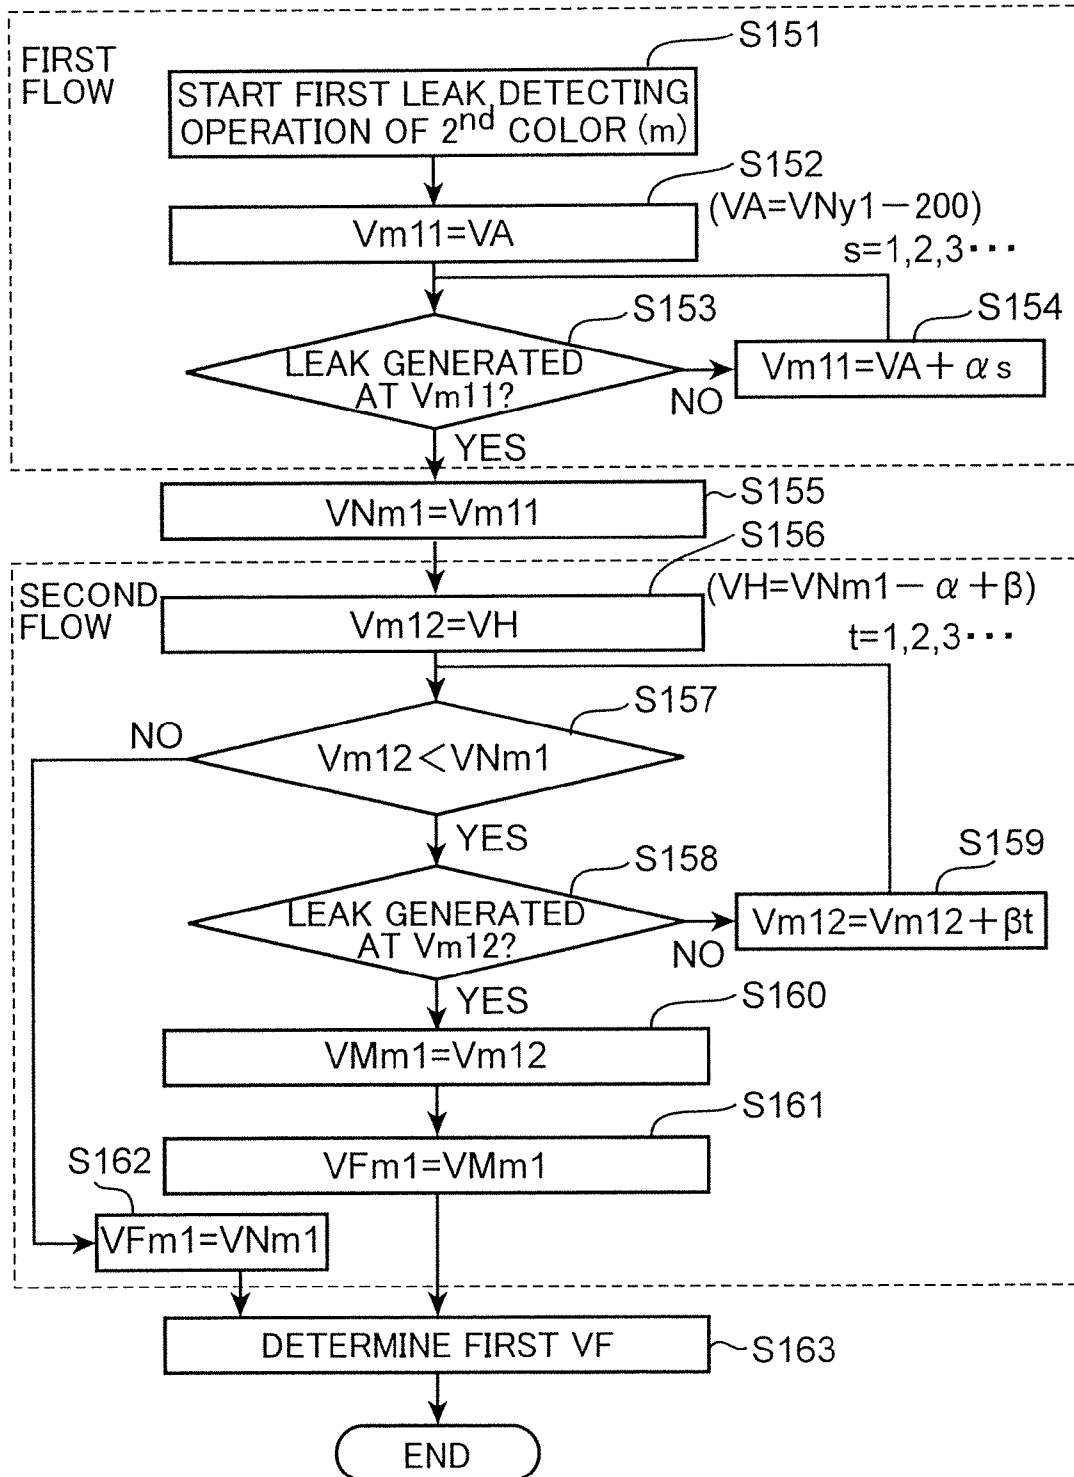 FIRST
FLOW
S151
START FIRST LEAK DETECTING
OPERATION OF 2nd COLOR (m)
S152
Vm11=VA
(VA=VNy1−200)
s=1,2,3・・・
S153
LEAK GENERATED
AT Vm11?
NO
S154
Vm11=VA+αs
YES
S155
VNm1=Vm11
S156
SECOND
FLOW
Vm12=VH
(VH=VNm1−α+β)
t=1,2,3・・・
S157
Vm12<VNm1
NO
YES
S158
LEAK GENERATED
AT Vm12?
NO
S159
Vm12=Vm12+βt
YES
S160
VMm1=Vm12
S161
VFm1=VMm1
S162
VFm1=VNm1
DETERMINE FIRST VF
S163
END